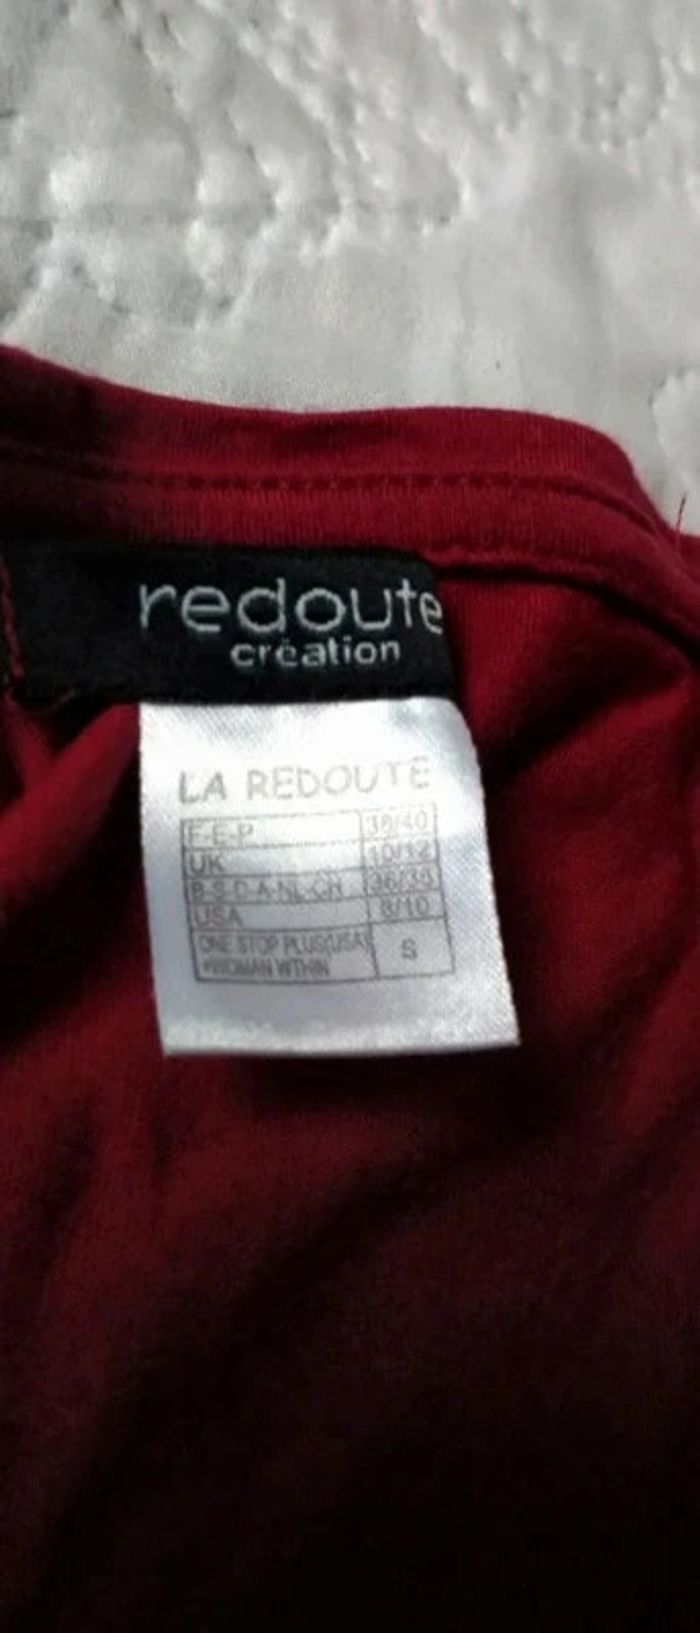 redoute
création
LA REDOUTE
F-E-P 38/40
UK 10/12
B-S-D-A-NL-CH 36/38
USA 8/10
ONE STOP PLUS(USA) S
*WOMAN WTHIN